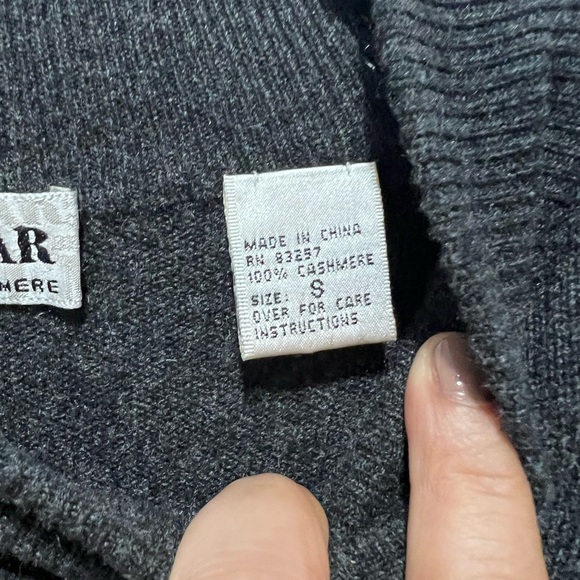 AR
MERE
MADE IN CHINA
RN 83257
100% CASHMERE
SIZE: S
OVER FOR CARE
INSTRUCTIONS